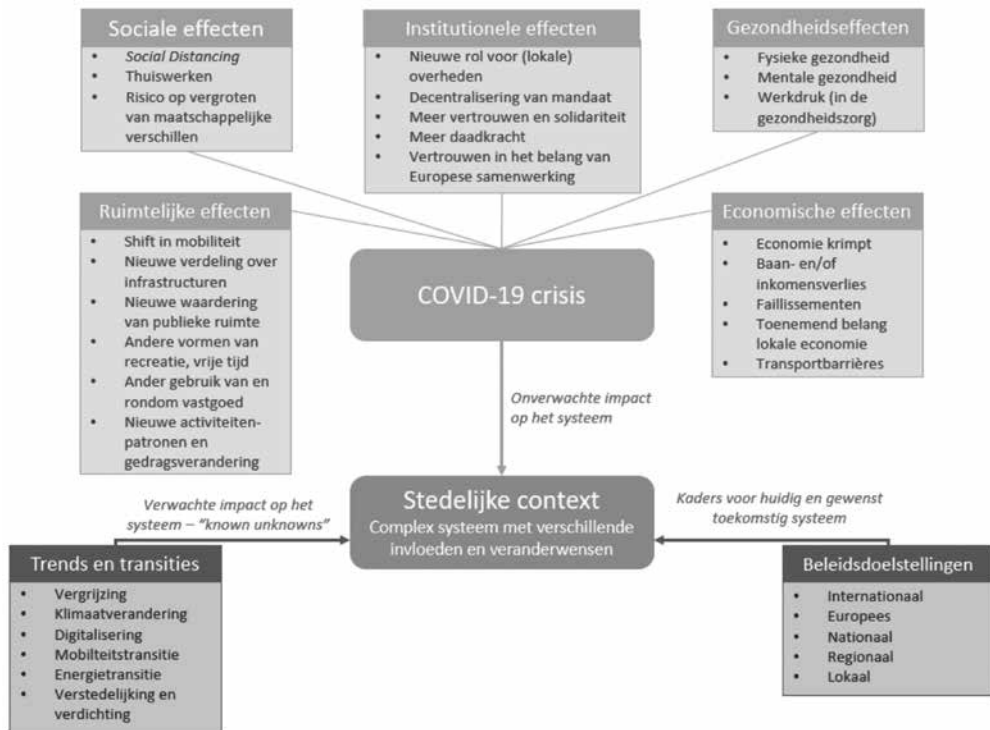 Sociale effecten
• Social Distancing
• Thuiswerken
• Risico op vergroten
van maatschappelijke
verschillen
Institutionele effecten
• Nieuwe rol voor (lokale)
overheden
• Decentralisering van mandaat
• Meer vertrouwen en solidariteit
• Meer daadkracht
• Vertrouwen in het belang van
Europese samenwerking
Gezondheidseffecten
• Fysieke gezondheid
• Mentale gezondheid
• Werkdruk (in de
gezondheidszorg)
Ruimtelijke effecten
• Shift in mobiliteit
• Nieuwe verdeling over
infrastructuren
• Nieuwe waardering
van publieke ruimte
• Andere vormen van
recreatie, vrije tijd
• Ander gebruik van en
rondom vastgoed
• Nieuwe activiteiten-
patronen en
gedragsverandering
COVID-19 crisis
Economische effecten
• Economie krimpt
• Baan- en/of
inkomensverlies
• Faillissementen
• Toenemend belang
lokale economie
• Transportbarrières
Onverwachte impact
op het systeem
Verwachte impact op het
systeem – "known unknowns"
Stedelijke context
Complex systeem met verschillende
invloeden en veranderwensen
Kaders voor huidig en gewenst
toekomstig systeem
Trends en transities
• Vergrijzing
• Klimaatverandering
• Digitalisering
• Mobilteitstransitie
• Energietransitie
• Verstedelijking en
verdichting
Beleidsdoelstellingen
• Internationaal
• Europees
• Nationaal
• Regionaal
• Lokaal